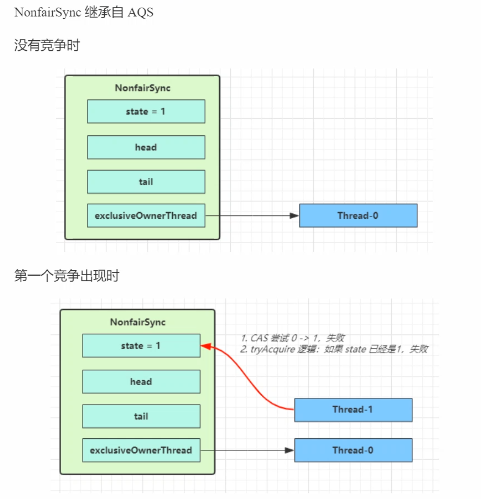 NonfairSync 继承自 AQS
没有竞争时
NonfairSync
state = 1
head
tail
exclusiveOwnerThread
Thread-0
第一个竞争出现时
NonfairSync
1. CAS 尝试 0 -> 1，失败
state = 1
2. tryAcquire 逻辑：如果 state 已经是1，失败
head
Thread-1
tail
exclusiveOwnerThread
Thread-0